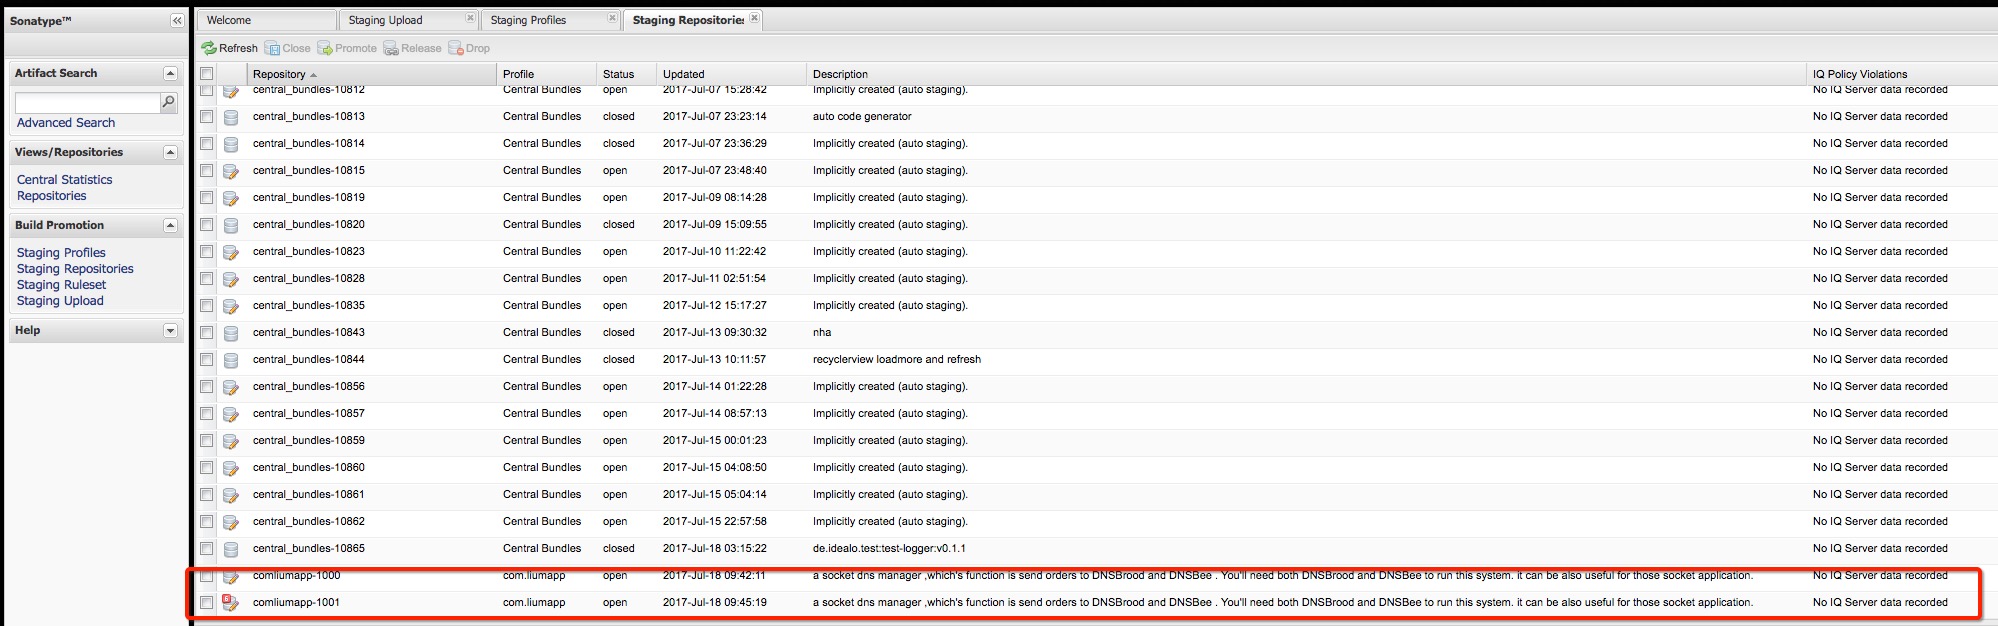 Sonatype™
Welcome
Staging Upload
Staging Profiles
Staging Repositories
Refresh Close Promote Release Drop
Artifact Search
Advanced Search
Views/Repositories
Central Statistics
Repositories
Build Promotion
Staging Profiles
Staging Repositories
Staging Ruleset
Staging Upload
Help
Repository Profile Status Updated Description IQ Policy Violations
central_bundles-10812 Central Bundles open 2017-Jul-07 15:28:42 Implicitly created (auto staging). No IQ Server data recorded
central_bundles-10813 Central Bundles closed 2017-Jul-07 23:23:14 auto code generator No IQ Server data recorded
central_bundles-10814 Central Bundles closed 2017-Jul-07 23:36:29 Implicitly created (auto staging). No IQ Server data recorded
central_bundles-10815 Central Bundles open 2017-Jul-07 23:48:40 Implicitly created (auto staging). No IQ Server data recorded
central_bundles-10819 Central Bundles open 2017-Jul-09 08:14:28 Implicitly created (auto staging). No IQ Server data recorded
central_bundles-10820 Central Bundles closed 2017-Jul-09 15:09:55 Implicitly created (auto staging). No IQ Server data recorded
central_bundles-10823 Central Bundles open 2017-Jul-10 11:22:42 Implicitly created (auto staging). No IQ Server data recorded
central_bundles-10828 Central Bundles open 2017-Jul-11 02:51:54 Implicitly created (auto staging). No IQ Server data recorded
central_bundles-10835 Central Bundles open 2017-Jul-12 15:17:27 Implicitly created (auto staging). No IQ Server data recorded
central_bundles-10843 Central Bundles closed 2017-Jul-13 09:30:32 nha No IQ Server data recorded
central_bundles-10844 Central Bundles closed 2017-Jul-13 10:11:57 recyclerview loadmore and refresh No IQ Server data recorded
central_bundles-10856 Central Bundles open 2017-Jul-14 01:22:28 Implicitly created (auto staging). No IQ Server data recorded
central_bundles-10857 Central Bundles open 2017-Jul-14 08:57:13 Implicitly created (auto staging). No IQ Server data recorded
central_bundles-10859 Central Bundles open 2017-Jul-15 00:01:23 Implicitly created (auto staging). No IQ Server data recorded
central_bundles-10860 Central Bundles open 2017-Jul-15 04:08:50 Implicitly created (auto staging). No IQ Server data recorded
central_bundles-10861 Central Bundles open 2017-Jul-15 05:04:14 Implicitly created (auto staging). No IQ Server data recorded
central_bundles-10862 Central Bundles open 2017-Jul-15 22:57:58 Implicitly created (auto staging). No IQ Server data recorded
central_bundles-10865 Central Bundles closed 2017-Jul-18 03:15:22 de.idealo.test:test-logger:v0.1.1 No IQ Server data recorded
comliumapp-1000 com.liumapp open 2017-Jul-18 09:42:11 a socket dns manager ,which's function is send orders to DNSBrood and DNSBee . You'll need both DNSBrood and DNSBee to run this system. it can be also useful for those socket application. No IQ Server data recorded
comliumapp-1001 com.liumapp open 2017-Jul-18 09:45:19 a socket dns manager ,which's function is send orders to DNSBrood and DNSBee . You'll need both DNSBrood and DNSBee to run this system. it can be also useful for those socket application. No IQ Server data recorded